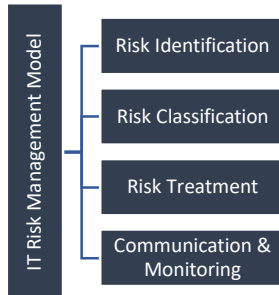 IT Risk Management Model
Risk Identification
Risk Classification
Risk Treatment
Communication &
Monitoring